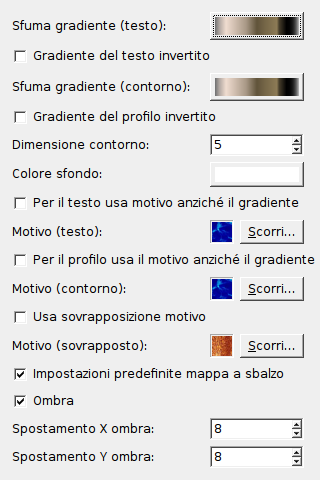 Sfuma gradiente (testo):
Gradiente del testo invertito
Sfuma gradiente (contorno):
Gradiente del profilo invertito
Dimensione contorno: 5
Colore sfondo:
Per il testo usa motivo anziché il gradiente
Motivo (testo): Scorri...
Per il profilo usa il motivo anziché il gradiente
Motivo (contorno): Scorri...
Usa sovrapposizione motivo
Motivo (sovrapposto): Scorri...
Impostazioni predefinite mappa a sbalzo
Ombra
Spostamento X ombra: 8
Spostamento Y ombra: 8